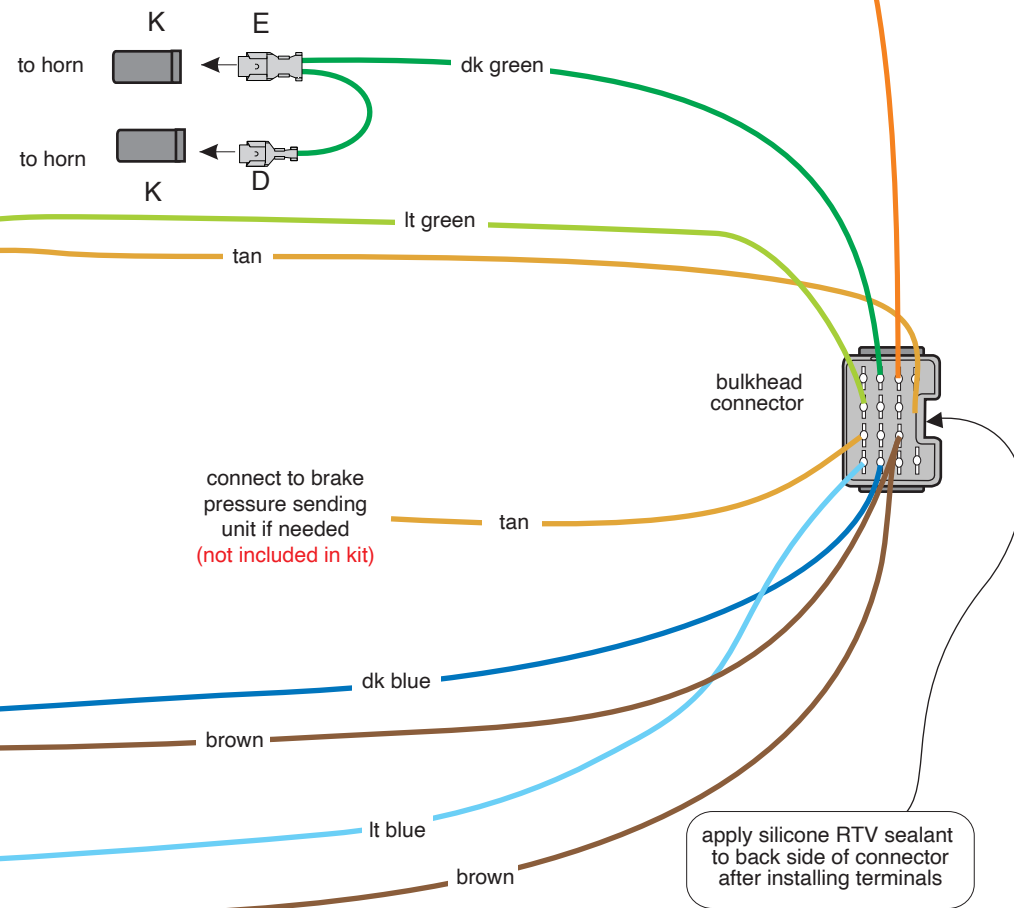 K
E
to horn
dk green
to horn
K
D
lt green
tan
bulkhead
connector
connect to brake
pressure sending
unit if needed
(not included in kit)
tan
dk blue
brown
lt blue
brown
apply silicone RTV sealant
to back side of connector
after installing terminals